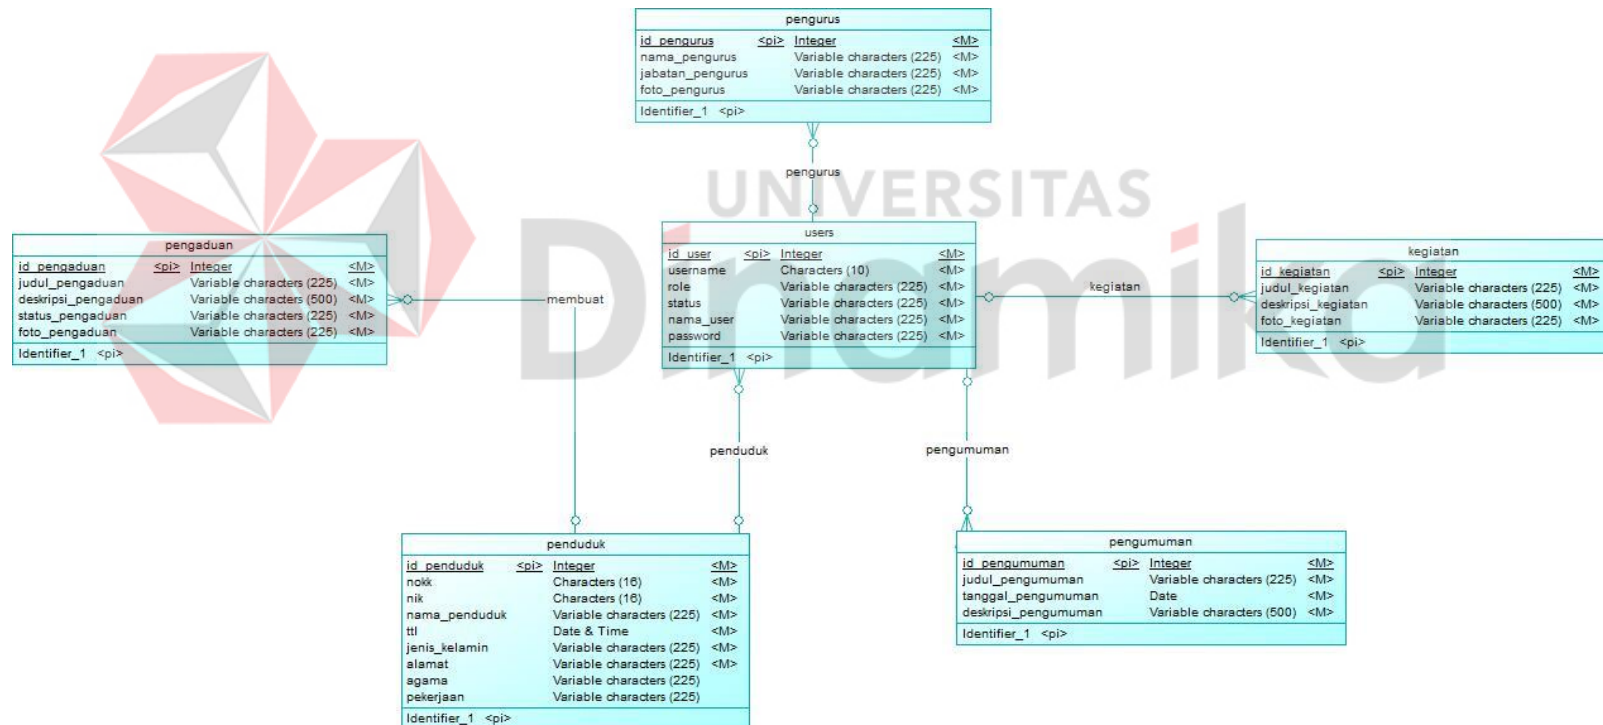 pengurus
id_pengurus <pi> Integer <M>
nama_pengurus Variable characters (225) <M>
jabatan_pengurus Variable characters (225) <M>
foto_pengurus Variable characters (225) <M>
Identifier_1 <pi>
pengurus
UNIVERSITAS
Dinamika
pengaduan
id_pengaduan <pi> Integer <M>
judul_pengaduan Variable characters (225) <M>
deskripsi_pengaduan Variable characters (500) <M>
status_pengaduan Variable characters (225) <M>
foto_pengaduan Variable characters (225) <M>
Identifier_1 <pi>
membuat
users
id_user <pi> Integer <M>
username Characters (10) <M>
role Variable characters (225) <M>
status Variable characters (225) <M>
nama_user Variable characters (225) <M>
password Variable characters (225) <M>
Identifier_1 <pi>
kegiatan
kegiatan
id_kegiatan <pi> Integer <M>
judul_kegiatan Variable characters (225) <M>
deskripsi_kegiatan Variable characters (500) <M>
foto_kegiatan Variable characters (225) <M>
Identifier_1 <pi>
penduduk
pengumuman
penduduk
id_penduduk <pi> Integer <M>
nokk Characters (16) <M>
nik Characters (16) <M>
nama_penduduk Variable characters (225) <M>
ttl Date & Time <M>
jenis_kelamin Variable characters (225) <M>
alamat Variable characters (225) <M>
agama Variable characters (225)
pekerjaan Variable characters (225)
Identifier_1 <pi>
pengumuman
id_pengumuman <pi> Integer <M>
judul_pengumuman Variable characters (225) <M>
tanggal_pengumuman Date <M>
deskripsi_pengumuman Variable characters (500) <M>
Identifier_1 <pi>